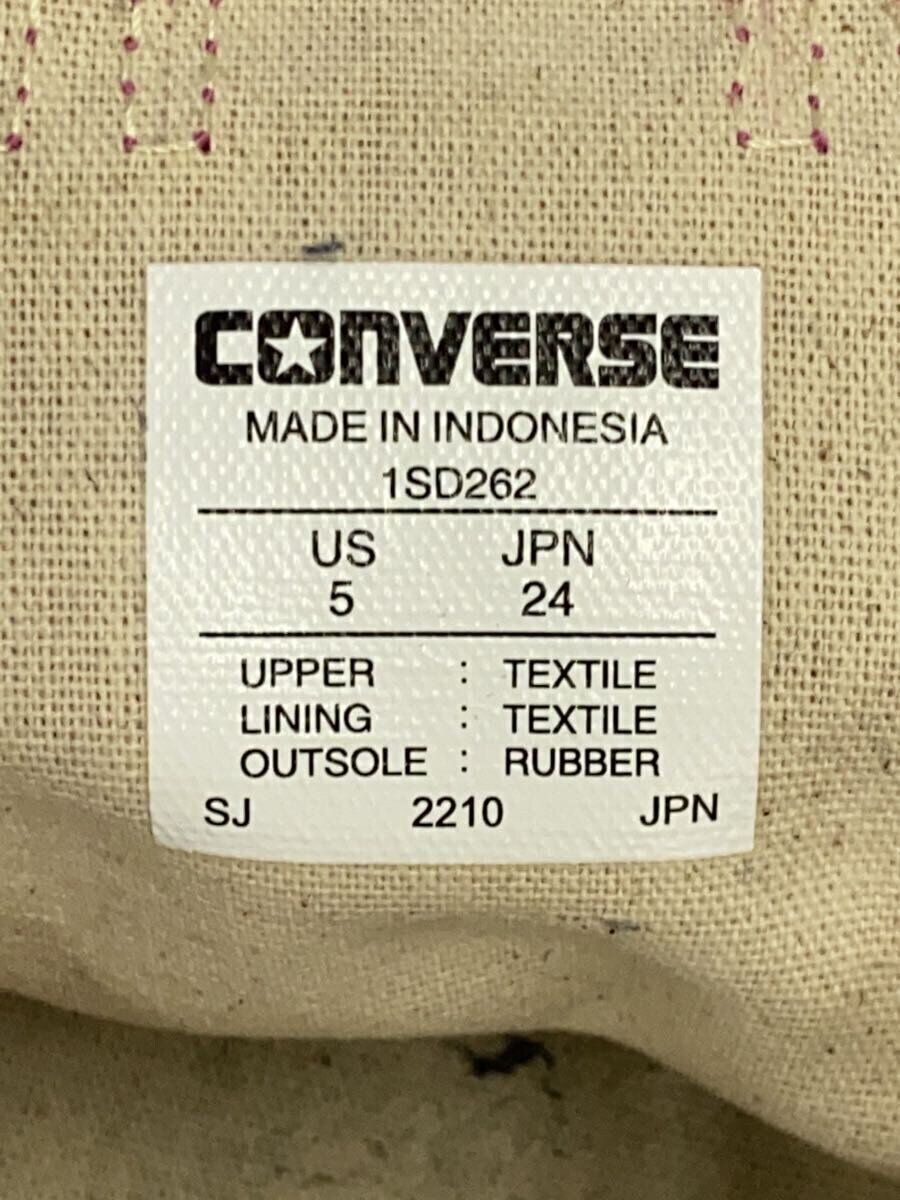 CONVERSE
MADE IN INDONESIA
1SD262
US JPN
5 24
UPPER : TEXTILE
LINING : TEXTILE
OUTSOLE : RUBBER
SJ 2210 JPN